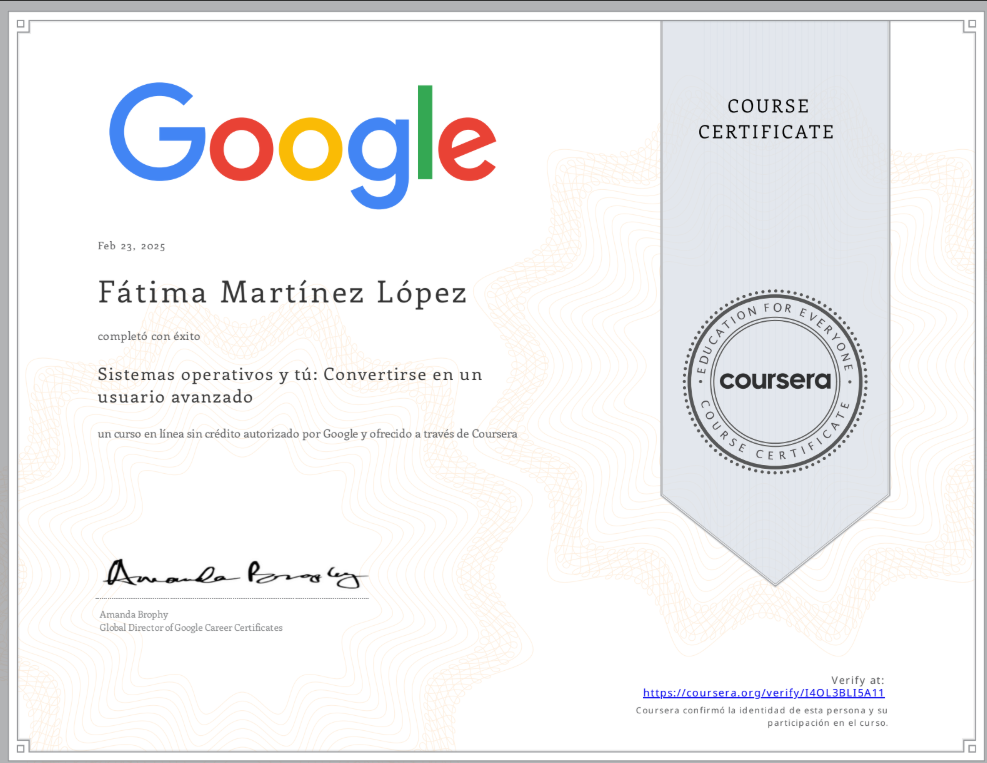 Google
Feb 23, 2025
Fátima Martínez López
completó con éxito
Sistemas operativos y tú: Convertirse en un
usuario avanzado
un curso en línea sin crédito autorizado por Google y ofrecido a través de Coursera
Amanda Brophy
Amanda Brophy
Global Director of Google Career Certificates
COURSE
CERTIFICATE
EDUCATION FOR EVERYONE
coursera
COURSE CERTIFICATE
Verify at:
https://coursera.org/verify/I4OL3BLI5A11
Coursera confirmó la identidad de esta persona y su
participación en el curso.